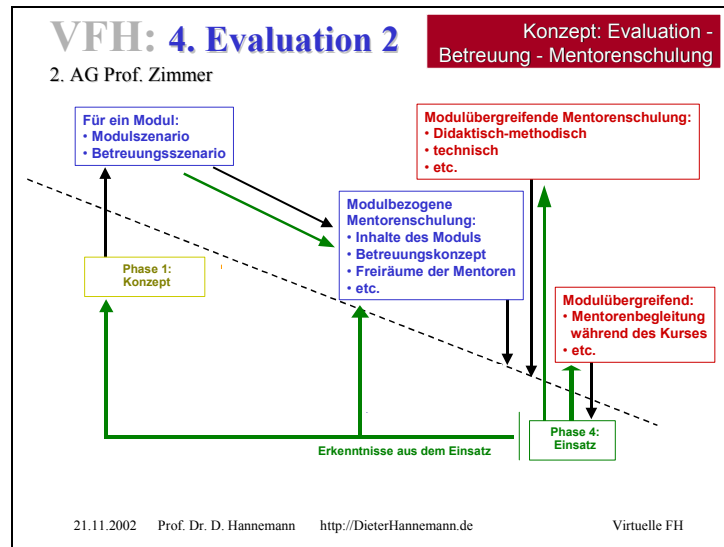 VFH: 4. Evaluation 2
Konzept: Evaluation -
Betreuung - Mentorenschulung
2. AG Prof. Zimmer
Für ein Modul:
• Modulszenario
• Betreuungsszenario
Modulübergreifende Mentorenschulung:
• Didaktisch-methodisch
• technisch
• etc.
Modulbezogene
Mentorenschulung:
• Inhalte des Moduls
• Betreuungskonzept
• Freiräume der Mentoren
• etc.
Phase 1:
Konzept
Modulübergreifend:
• Mentorenbegleitung
während des Kurses
• etc.
Phase 4:
Einsatz
Erkenntnisse aus dem Einsatz
21.11.2002 Prof. Dr. D. Hannemann http://DieterHannemann.de Virtuelle FH